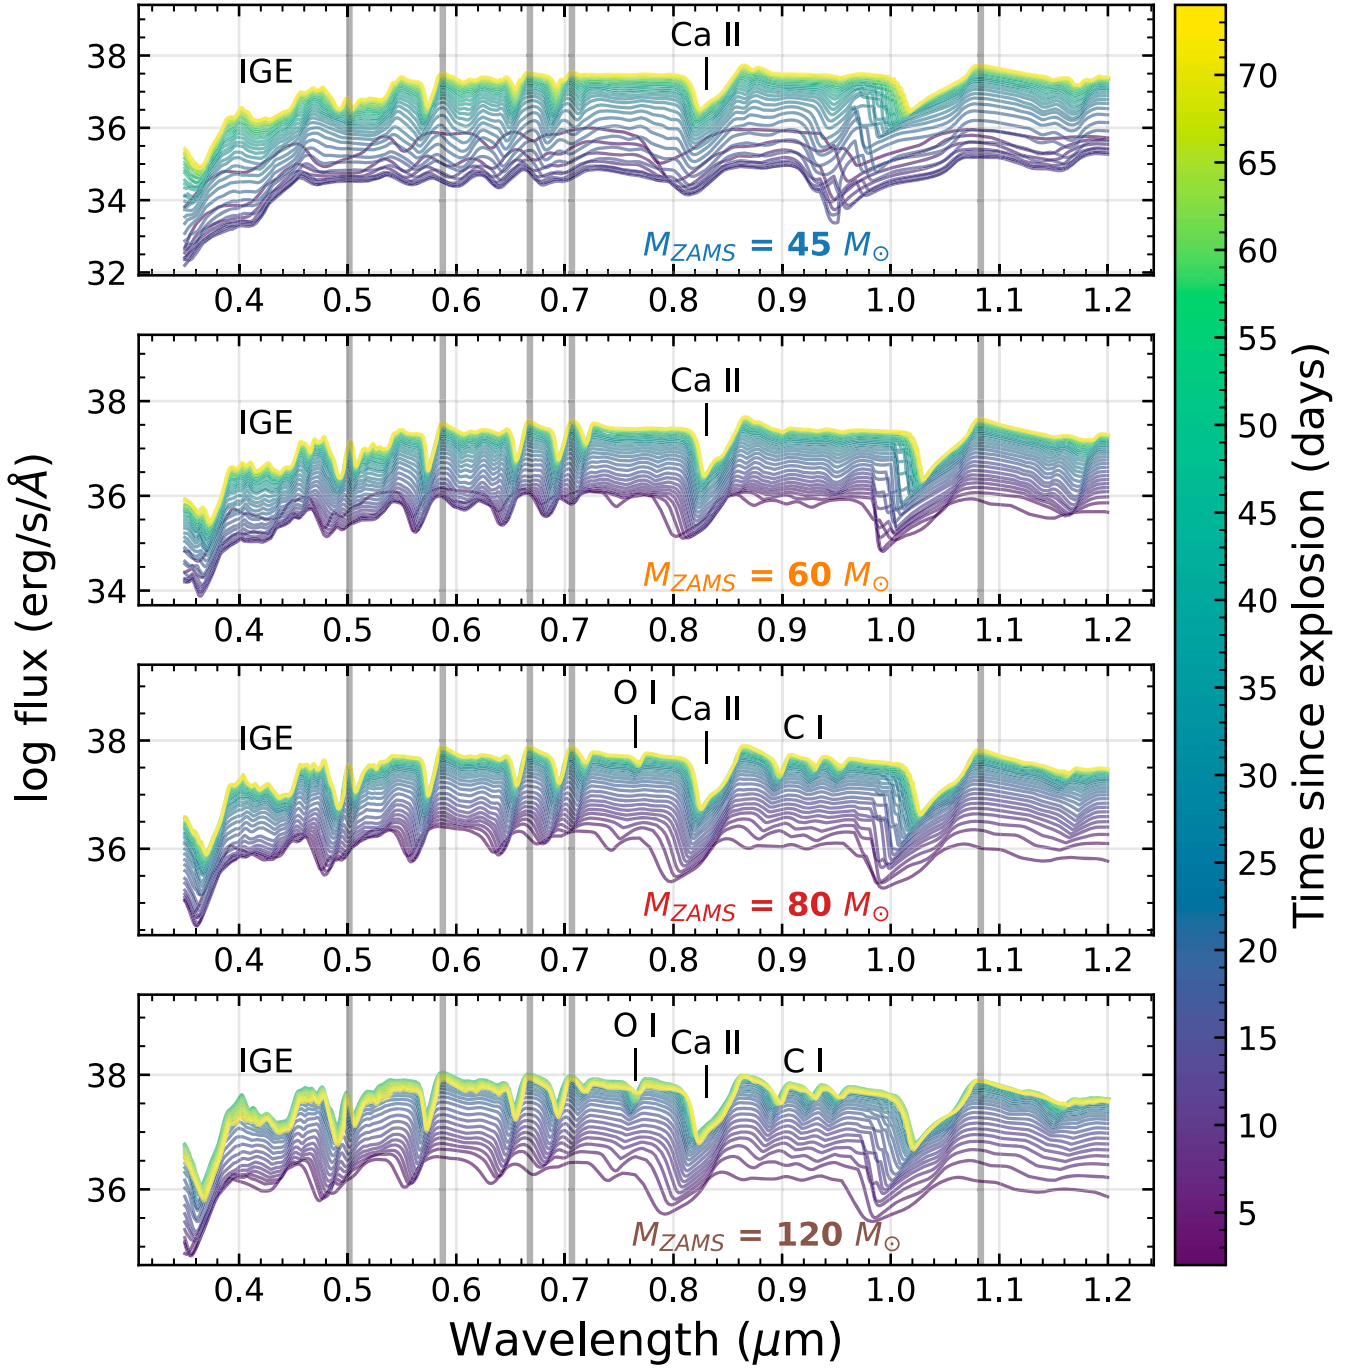 log flux (erg/s/Å)
38
36
34
32
IGE
Ca II
M_ZAMS = 45 M_⊙
0.4 0.5 0.6 0.7 0.8 0.9 1.0 1.1 1.2
38
36
34
IGE
Ca II
M_ZAMS = 60 M_⊙
0.4 0.5 0.6 0.7 0.8 0.9 1.0 1.1 1.2
38
36
IGE
O I
Ca II
C I
M_ZAMS = 80 M_⊙
0.4 0.5 0.6 0.7 0.8 0.9 1.0 1.1 1.2
38
36
IGE
O I
Ca II
C I
M_ZAMS = 120 M_⊙
0.4 0.5 0.6 0.7 0.8 0.9 1.0 1.1 1.2
Wavelength (μm)
70
65
60
55
50
45
40
35
30
25
20
15
10
5
Time since explosion (days)